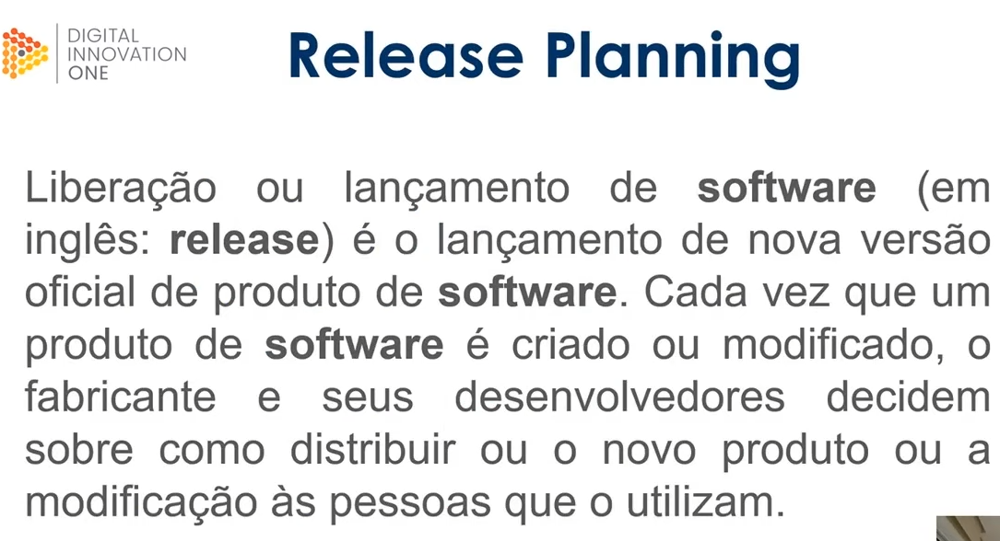 DIGITAL
INNOVATION
ONE
Release Planning
Liberação ou lançamento de software (em
inglês: release) é o lançamento de nova versão
oficial de produto de software. Cada vez que um
produto de software é criado ou modificado, o
fabricante e seus desenvolvedores decidem
sobre como distribuir ou o novo produto ou a
modificação às pessoas que o utilizam.